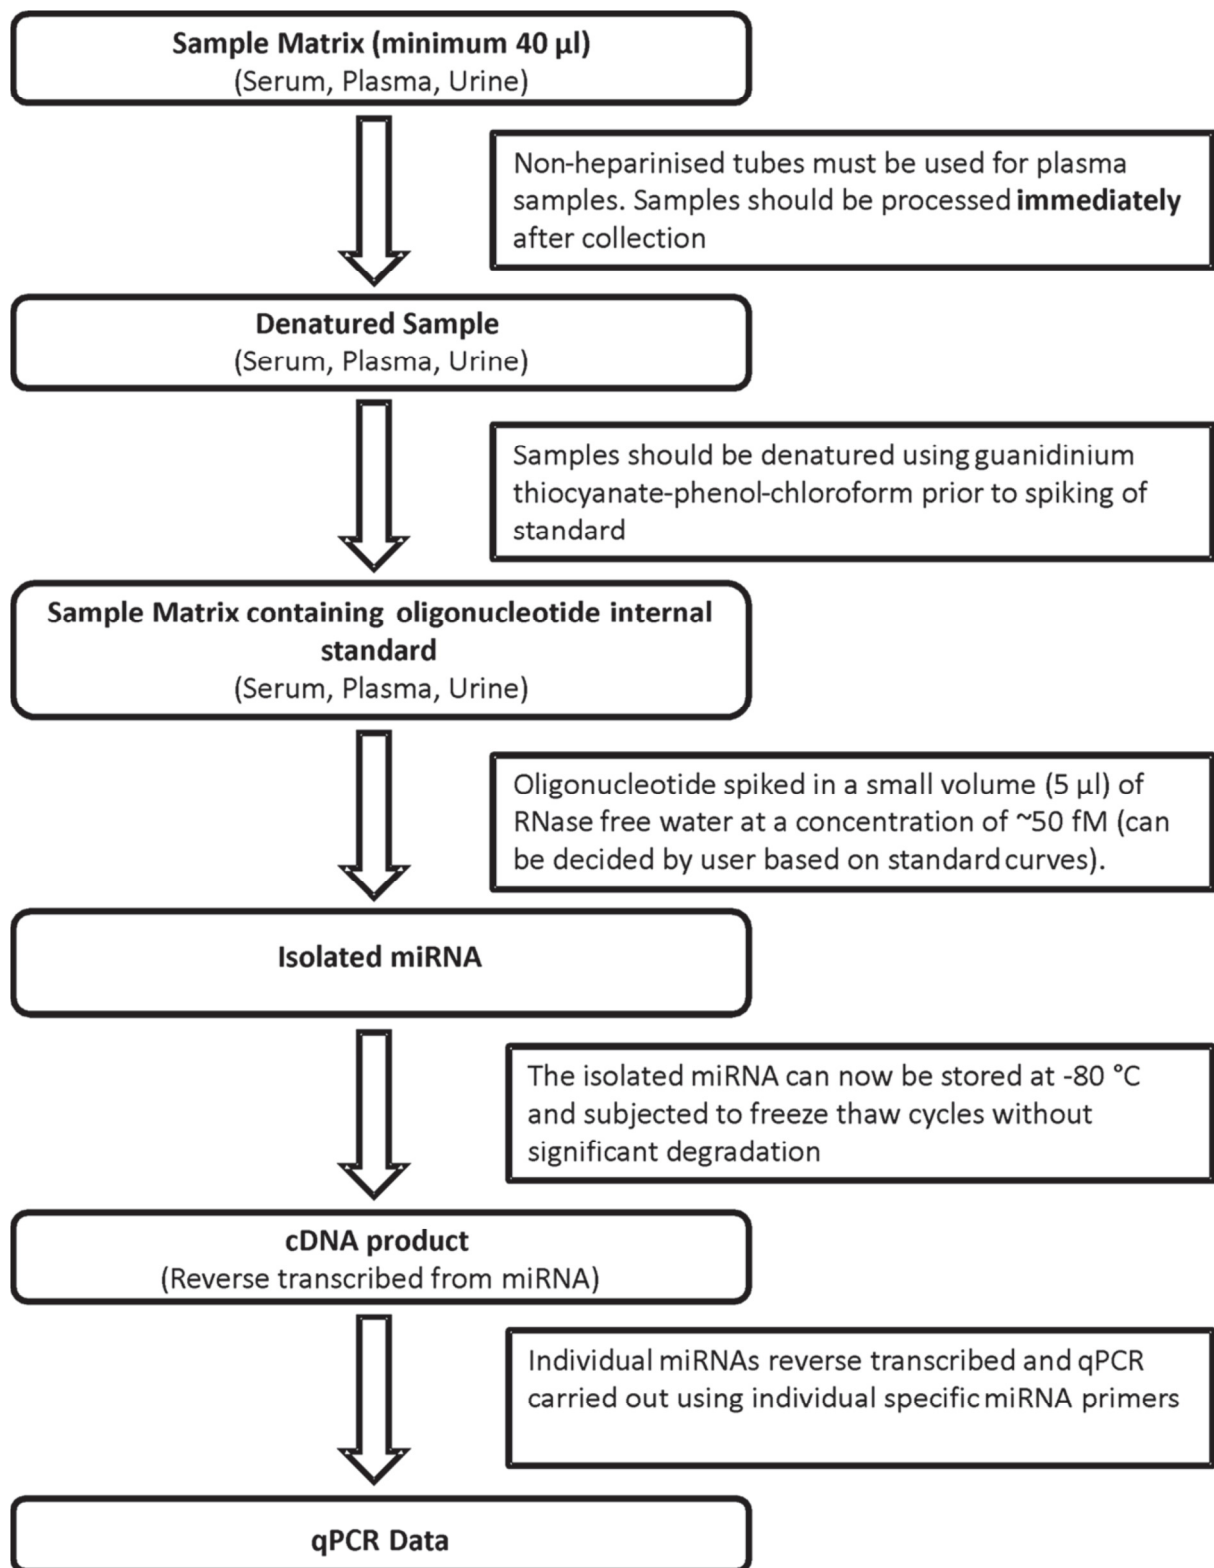 Sample Matrix (minimum 40 µl)
(Serum, Plasma, Urine)
Non-heparinised tubes must be used for plasma
samples. Samples should be processed immediately
after collection
Denatured Sample
(Serum, Plasma, Urine)
Samples should be denatured using guanidinium
thiocyanate-phenol-chloroform prior to spiking of
standard
Sample Matrix containing oligonucleotide internal
standard
(Serum, Plasma, Urine)
Oligonucleotide spiked in a small volume (5 µl) of
RNase free water at a concentration of ~50 fM (can
be decided by user based on standard curves).
Isolated miRNA
The isolated miRNA can now be stored at -80 °C
and subjected to freeze thaw cycles without
significant degradation
cDNA product
(Reverse transcribed from miRNA)
Individual miRNAs reverse transcribed and qPCR
carried out using individual specific miRNA primers
qPCR Data